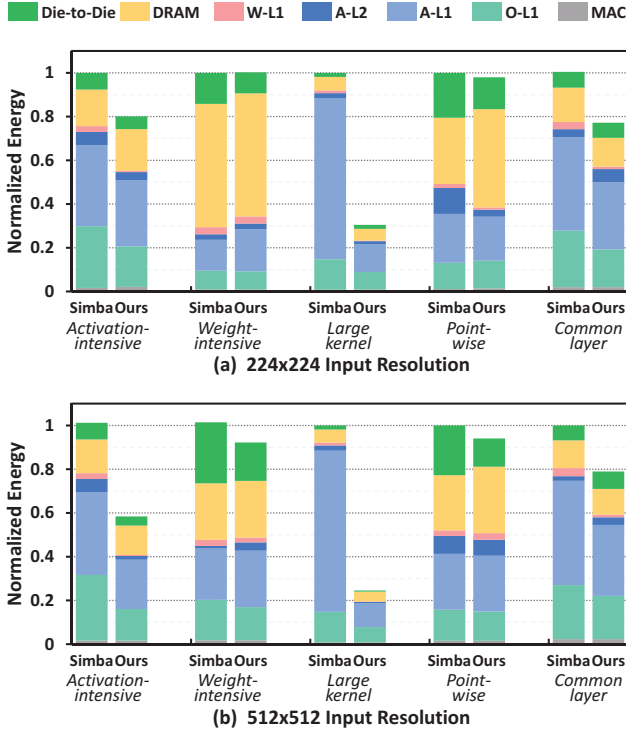 Die-to-Die DRAM W-L1 A-L2 A-L1 O-L1 MAC
Normalized Energy
1
0.8
0.6
0.4
0.2
0
Simba Ours Simba Ours Simba Ours Simba Ours Simba Ours
Activation-intensive Weight-intensive Large kernel Point-wise Common layer
(a) 224x224 Input Resolution
Normalized Energy
1
0.8
0.6
0.4
0.2
0
Simba Ours Simba Ours Simba Ours Simba Ours Simba Ours
Activation-intensive Weight-intensive Large kernel Point-wise Common layer
(b) 512x512 Input Resolution